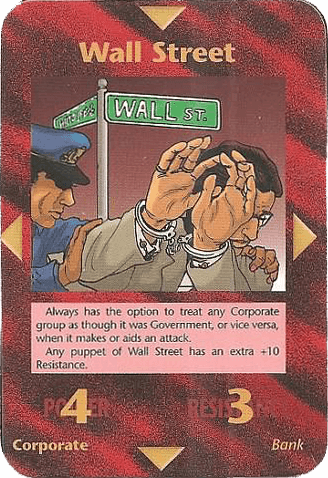 Wall Street
WALL ST.
Always has the option to treat any Corporate
group as though it was Government, or vice versa,
when it makes or aids an attack.
Any puppet of Wall Street has an extra +10
Resistance.
4 3
Corporate Bank